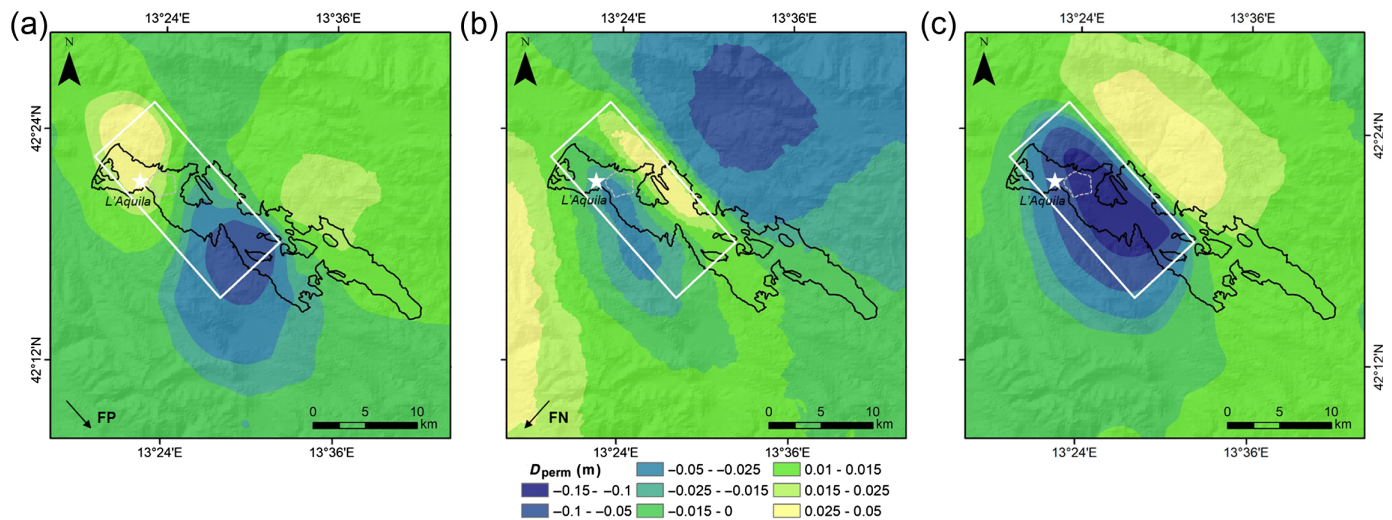 (a) (b) (c)
13°24'E 13°36'E 13°24'E 13°36'E 13°24'E 13°36'E
N N N
42°24'N 42°24'N
L'Aquila L'Aquila L'Aquila
42°12'N 42°12'N
FP FN
0 5 10 0 5 10 0 5 10
km km km
13°24'E 13°36'E 13°24'E 13°36'E 13°24'E 13°36'E
Dperm (m) −0.05 - −0.025 0.01 - 0.015
−0.15 - −0.1 −0.025 - −0.015 0.015 - 0.025
−0.1 - −0.05 −0.015 - 0 0.025 - 0.05